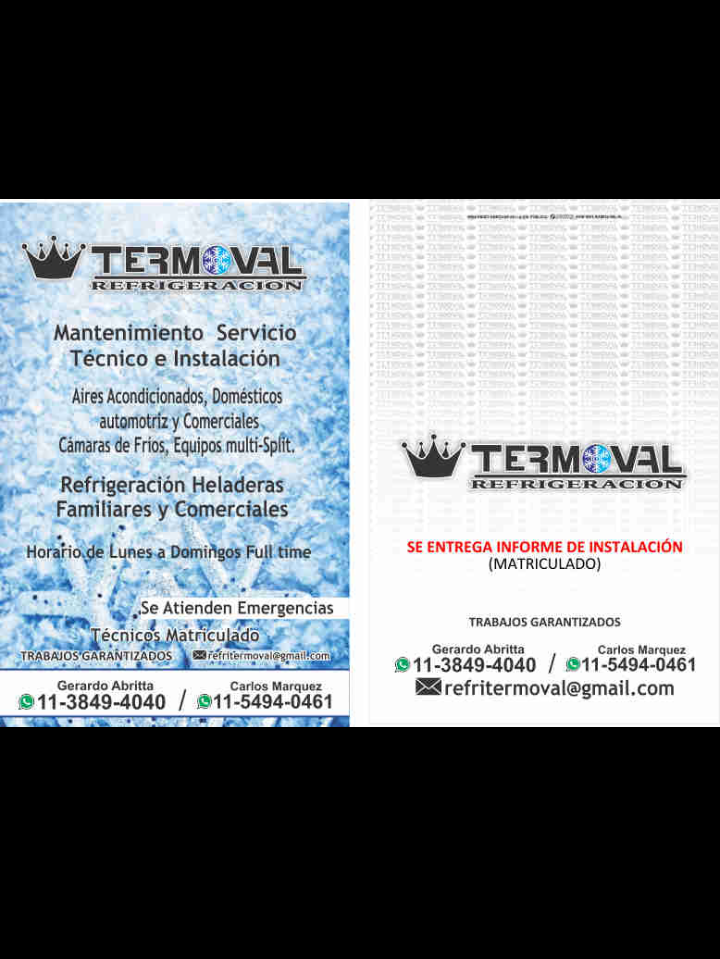 TERMOVAL
REFRIGERACION
Mantenimiento Servicio
Técnico e Instalación
Aires Acondicionados, Domésticos
automotriz y Comerciales
Cámaras de Fríos, Equipos multi-Split.
Refrigeración Heladeras
Familiares y Comerciales
Horario de Lunes a Domingos Full time
Se Atienden Emergencias
Técnicos Matriculado
TRABAJOS GARANTIZADOS refritermoval@gmail.com
Gerardo Abritta Carlos Marquez
11-3849-4040 / 11-5494-0461
TERMOVAL
REFRIGERACION
SE ENTREGA INFORME DE INSTALACIÓN
(MATRICULADO)
TRABAJOS GARANTIZADOS
Gerardo Abritta Carlos Marquez
11-3849-4040 / 11-5494-0461
refritermoval@gmail.com